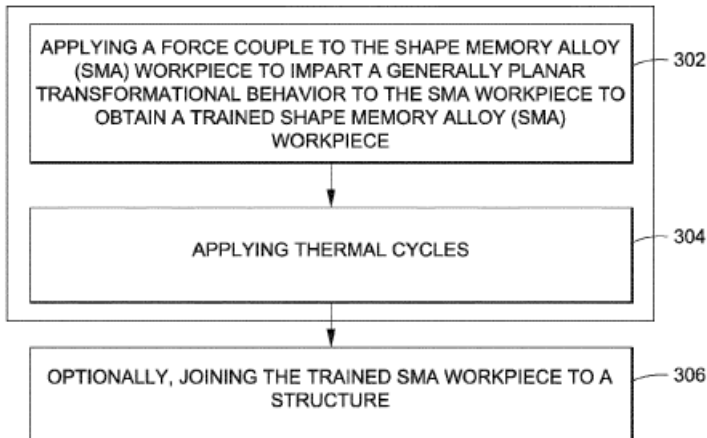 APPLYING A FORCE COUPLE TO THE SHAPE MEMORY ALLOY
(SMA) WORKPIECE TO IMPART A GENERALLY PLANAR
TRANSFORMATIONAL BEHAVIOR TO THE SMA WORKPIECE TO
OBTAIN A TRAINED SHAPE MEMORY ALLOY (SMA)
WORKPIECE
302
APPLYING THERMAL CYCLES
304
OPTIONALLY, JOINING THE TRAINED SMA WORKPIECE TO A
STRUCTURE
306